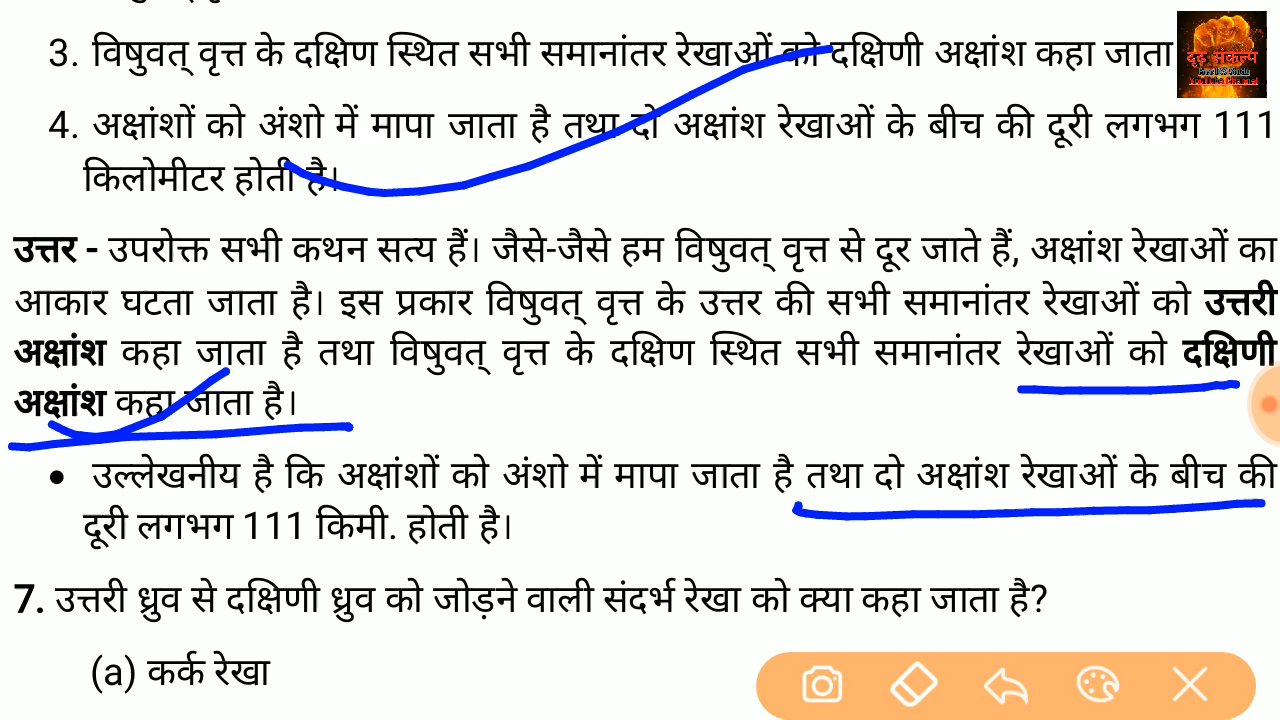 3. विषुवत् वृत्त के दक्षिण स्थित सभी समानांतर रेखाओं को दक्षिणी अक्षांश कहा जाता
दृढ़ संकल्प
4. अक्षांशों को अंशो में मापा जाता है तथा दो अक्षांश रेखाओं के बीच की दूरी लगभग 111
किलोमीटर होती है।
उत्तर - उपरोक्त सभी कथन सत्य हैं। जैसे-जैसे हम विषुवत् वृत्त से दूर जाते हैं, अक्षांश रेखाओं का
आकार घटता जाता है। इस प्रकार विषुवत् वृत्त के उत्तर की सभी समानांतर रेखाओं को उत्तरी
अक्षांश कहा जाता है तथा विषुवत् वृत्त के दक्षिण स्थित सभी समानांतर रेखाओं को दक्षिणी
अक्षांश कहा जाता है।
• उल्लेखनीय है कि अक्षांशों को अंशो में मापा जाता है तथा दो अक्षांश रेखाओं के बीच की
दूरी लगभग 111 किमी. होती है।
7. उत्तरी ध्रुव से दक्षिणी ध्रुव को जोड़ने वाली संदर्भ रेखा को क्या कहा जाता है?
(a) कर्क रेखा